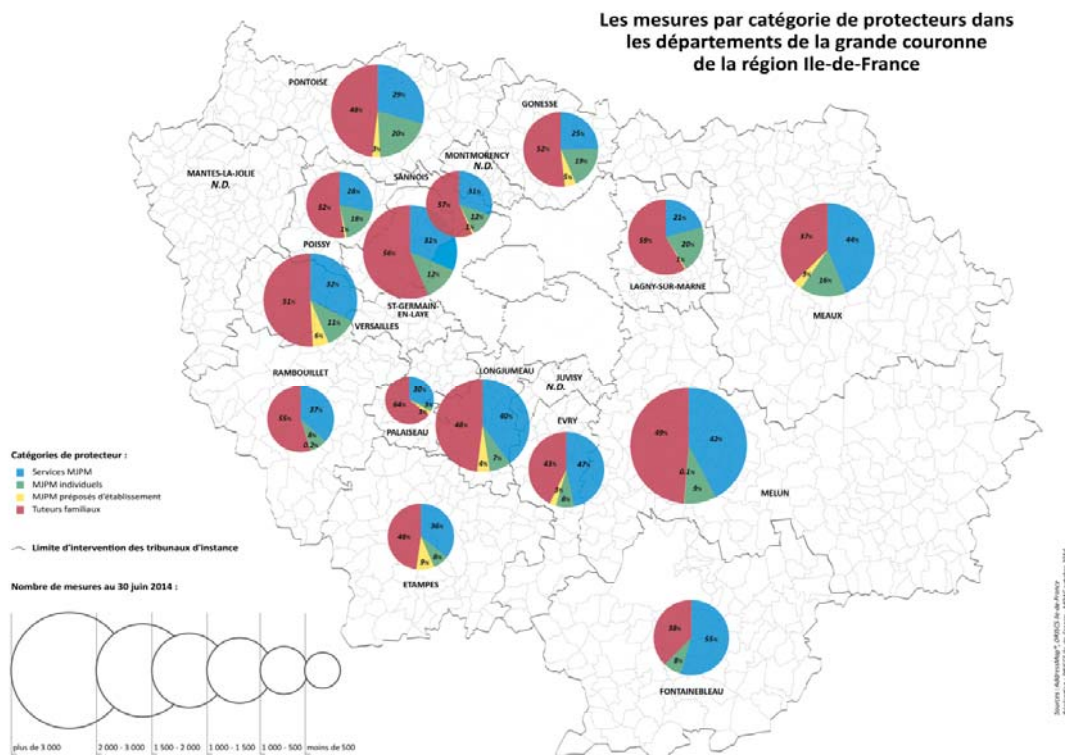 Les mesures par catégorie de protecteurs dans
les départements de la grande couronne
de la région Ile-de-France
PONTOISE
48%
29%
20%
3%
GONESSE
52%
25%
19%
5%
MANTES-LA-JOLIE
N.D.
MONTMORENCY
N.D.
SANNOIS
57%
31%
12%
1%
52%
28%
19%
1%
POISSY
56%
32%
12%
ST-GERMAIN-
EN-LAYE
59%
21%
20%
1%
LAGNY-SUR-MARNE
37%
44%
16%
3%
MEAUX
51%
32%
11%
6%
VERSAILLES
RAMBOUILLET
55%
37%
8%
0,2%
64%
30%
3%
3%
PALAISEAU
LONGJUMEAU
48%
40%
7%
4%
JUVISY
N.D.
EVRY
43%
47%
8%
3%
49%
42%
0,1%
9%
MELUN
48%
36%
8%
9%
ETAMPES
38%
55%
8%
FONTAINEBLEAU
Catégories de protecteur :
Services MJPM
MJPM individuels
MJPM préposés d'établissement
Tuteurs familiaux
Limite d'intervention des tribunaux d'instance
Nombre de mesures au 30 juin 2014 :
plus de 3 000
2 000 - 3 000
1 500 - 2 000
1 000 - 1 500
1 000 - 500
moins de 500